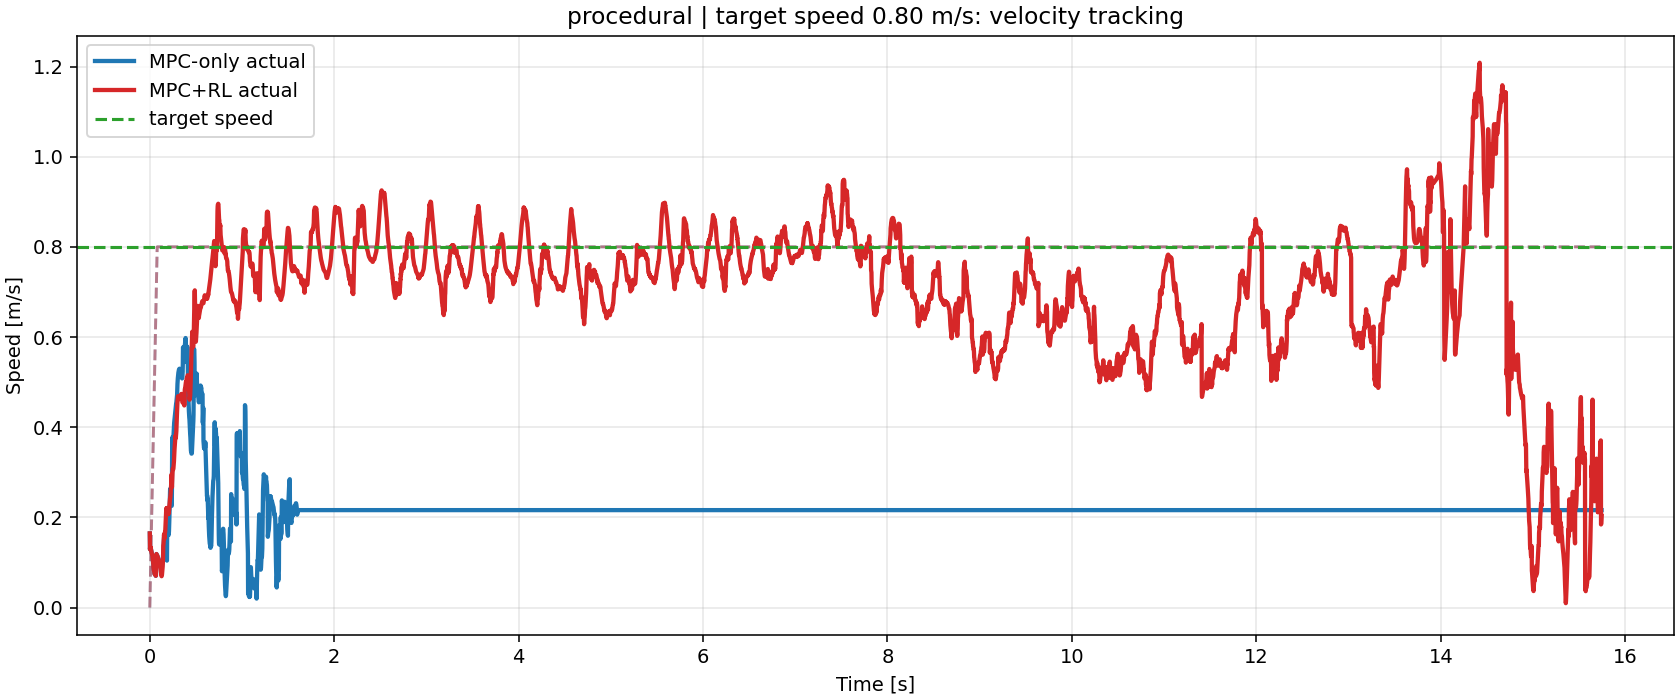 procedural | target speed 0.80 m/s: velocity tracking
MPC-only actual
MPC+RL actual
target speed
1.2
1.0
0.8
0.6
0.4
0.2
0.0
Speed [m/s]
0 2 4 6 8 10 12 14 16
Time [s]